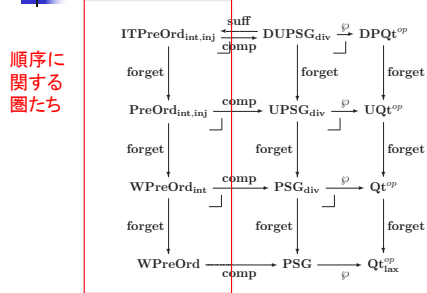 順序に
関する
圏たち
suff
ITPreOrd_int,inj DUPSG_div ℘ DPQt^op
comp
forget forget forget
comp ℘
PreOrd_int,inj UPSG_div UQt^op
forget forget forget
comp ℘
WPreOrd_int PSG_div Qt^op
forget forget forget
WPreOrd PSG Qt^op_lax
comp ℘